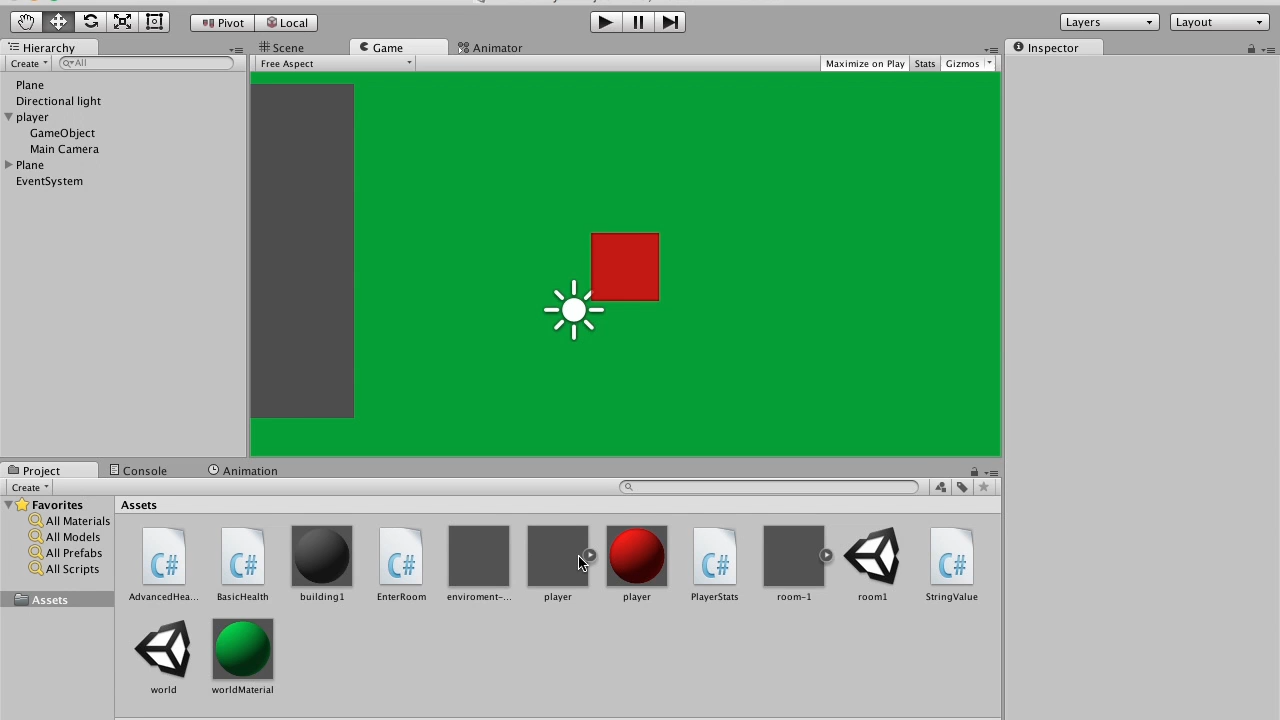 Pivot Local Layers Layout
Hierarchy Scene Game Animator Inspector
Create All Free Aspect Maximize on Play Stats Gizmos
Plane
Directional light
player
GameObject
Main Camera
Plane
EventSystem
Project Console Animation
Create
Favorites Assets
All Materials
All Models
All Prefabs
All Scripts
Assets
AdvancedHea... BasicHealth building1 EnterRoom enviroment-... player player PlayerStats room-1 room1 StringValue
C# C# C# C# C#
world worldMaterial